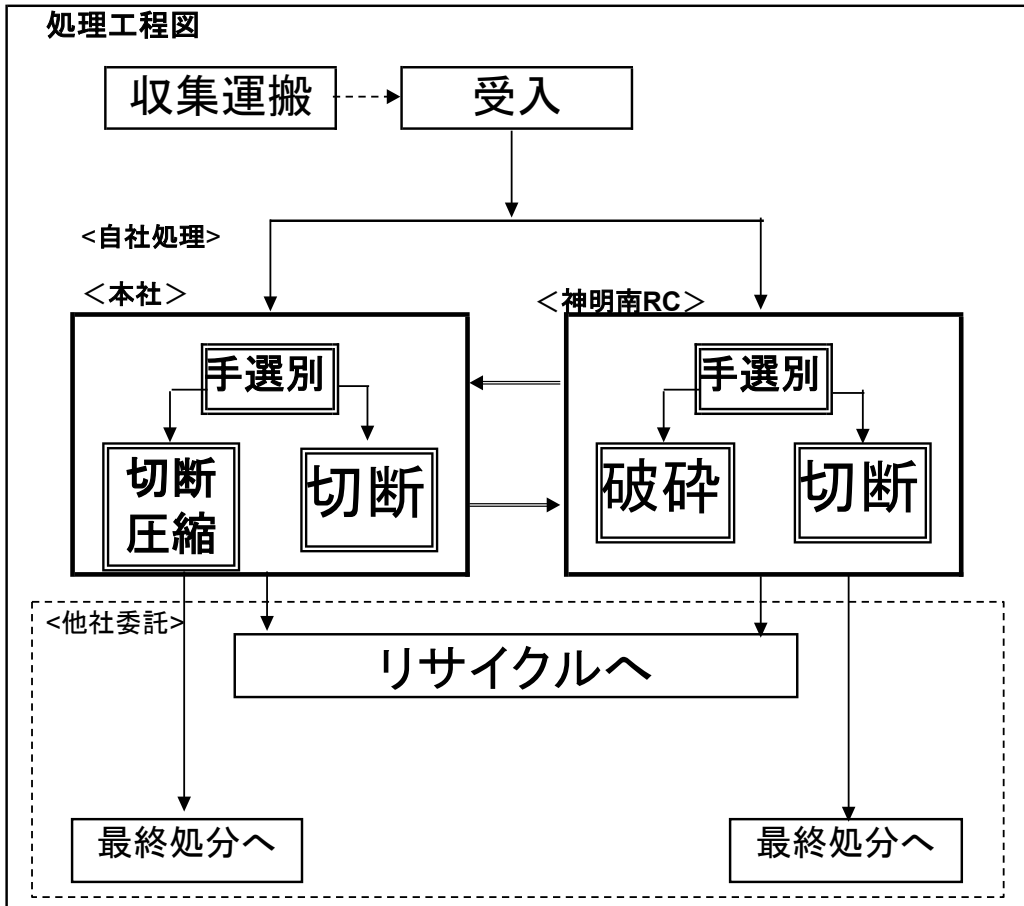 処理工程図
収集運搬
受入
<自社処理>
＜本社＞
＜神明南RC＞
手選別
切断
圧縮
切断
手選別
破砕
切断
<他社委託>
リサイクルへ
最終処分へ
最終処分へ